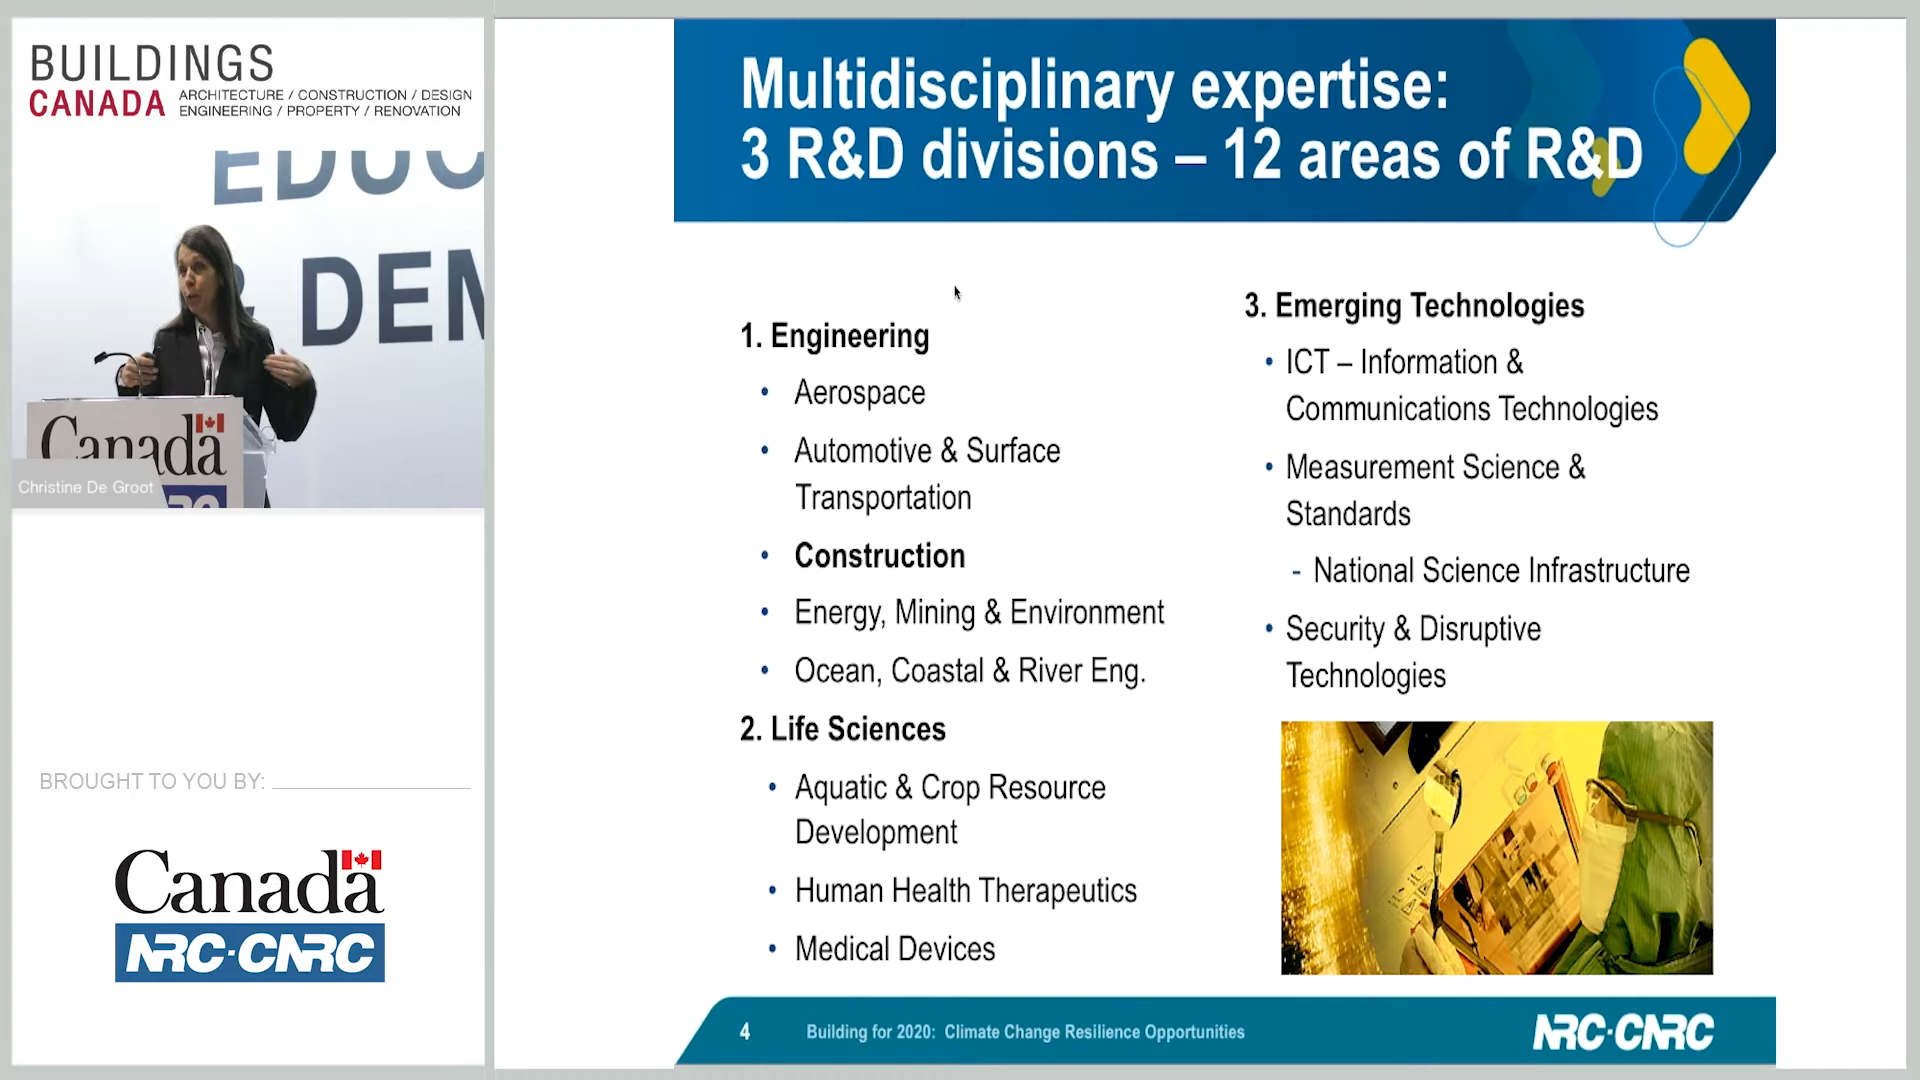 BUILDINGS
CANADA ARCHITECTURE / CONSTRUCTION / DESIGN
ENGINEERING / PROPERTY / RENOVATION
& DEM
Canada
Christine De Groot
BROUGHT TO YOU BY:
Canada
NRC·CNRC
Multidisciplinary expertise:
3 R&D divisions – 12 areas of R&D
1. Engineering
• Aerospace
• Automotive & Surface
Transportation
• Construction
• Energy, Mining & Environment
• Ocean, Coastal & River Eng.
2. Life Sciences
• Aquatic & Crop Resource
Development
• Human Health Therapeutics
• Medical Devices
3. Emerging Technologies
• ICT – Information &
Communications Technologies
• Measurement Science &
Standards
- National Science Infrastructure
• Security & Disruptive
Technologies
4 Building for 2020: Climate Change Resilience Opportunities
NRC·CNRC